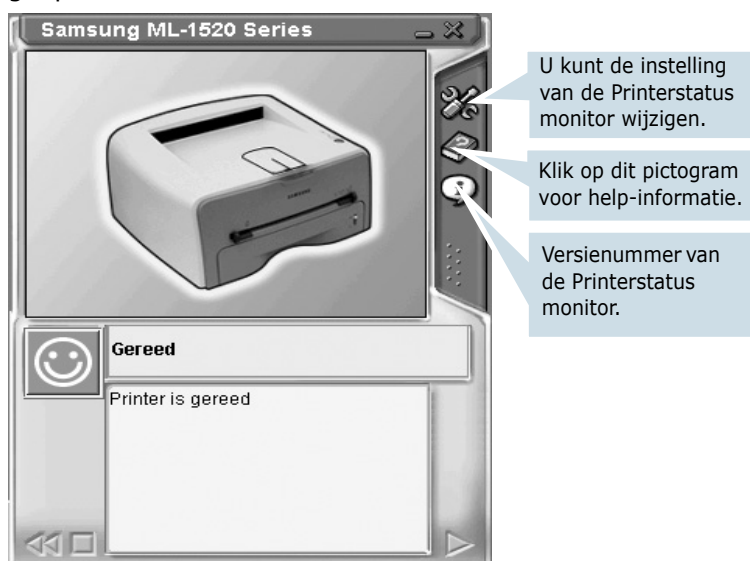 Samsung ML-1520 Series
U kunt de instelling
van de Printerstatus
monitor wijzigen.
Klik op dit pictogram
voor help-informatie.
Versienummer van
de Printerstatus
monitor.
Gereed
Printer is gereed